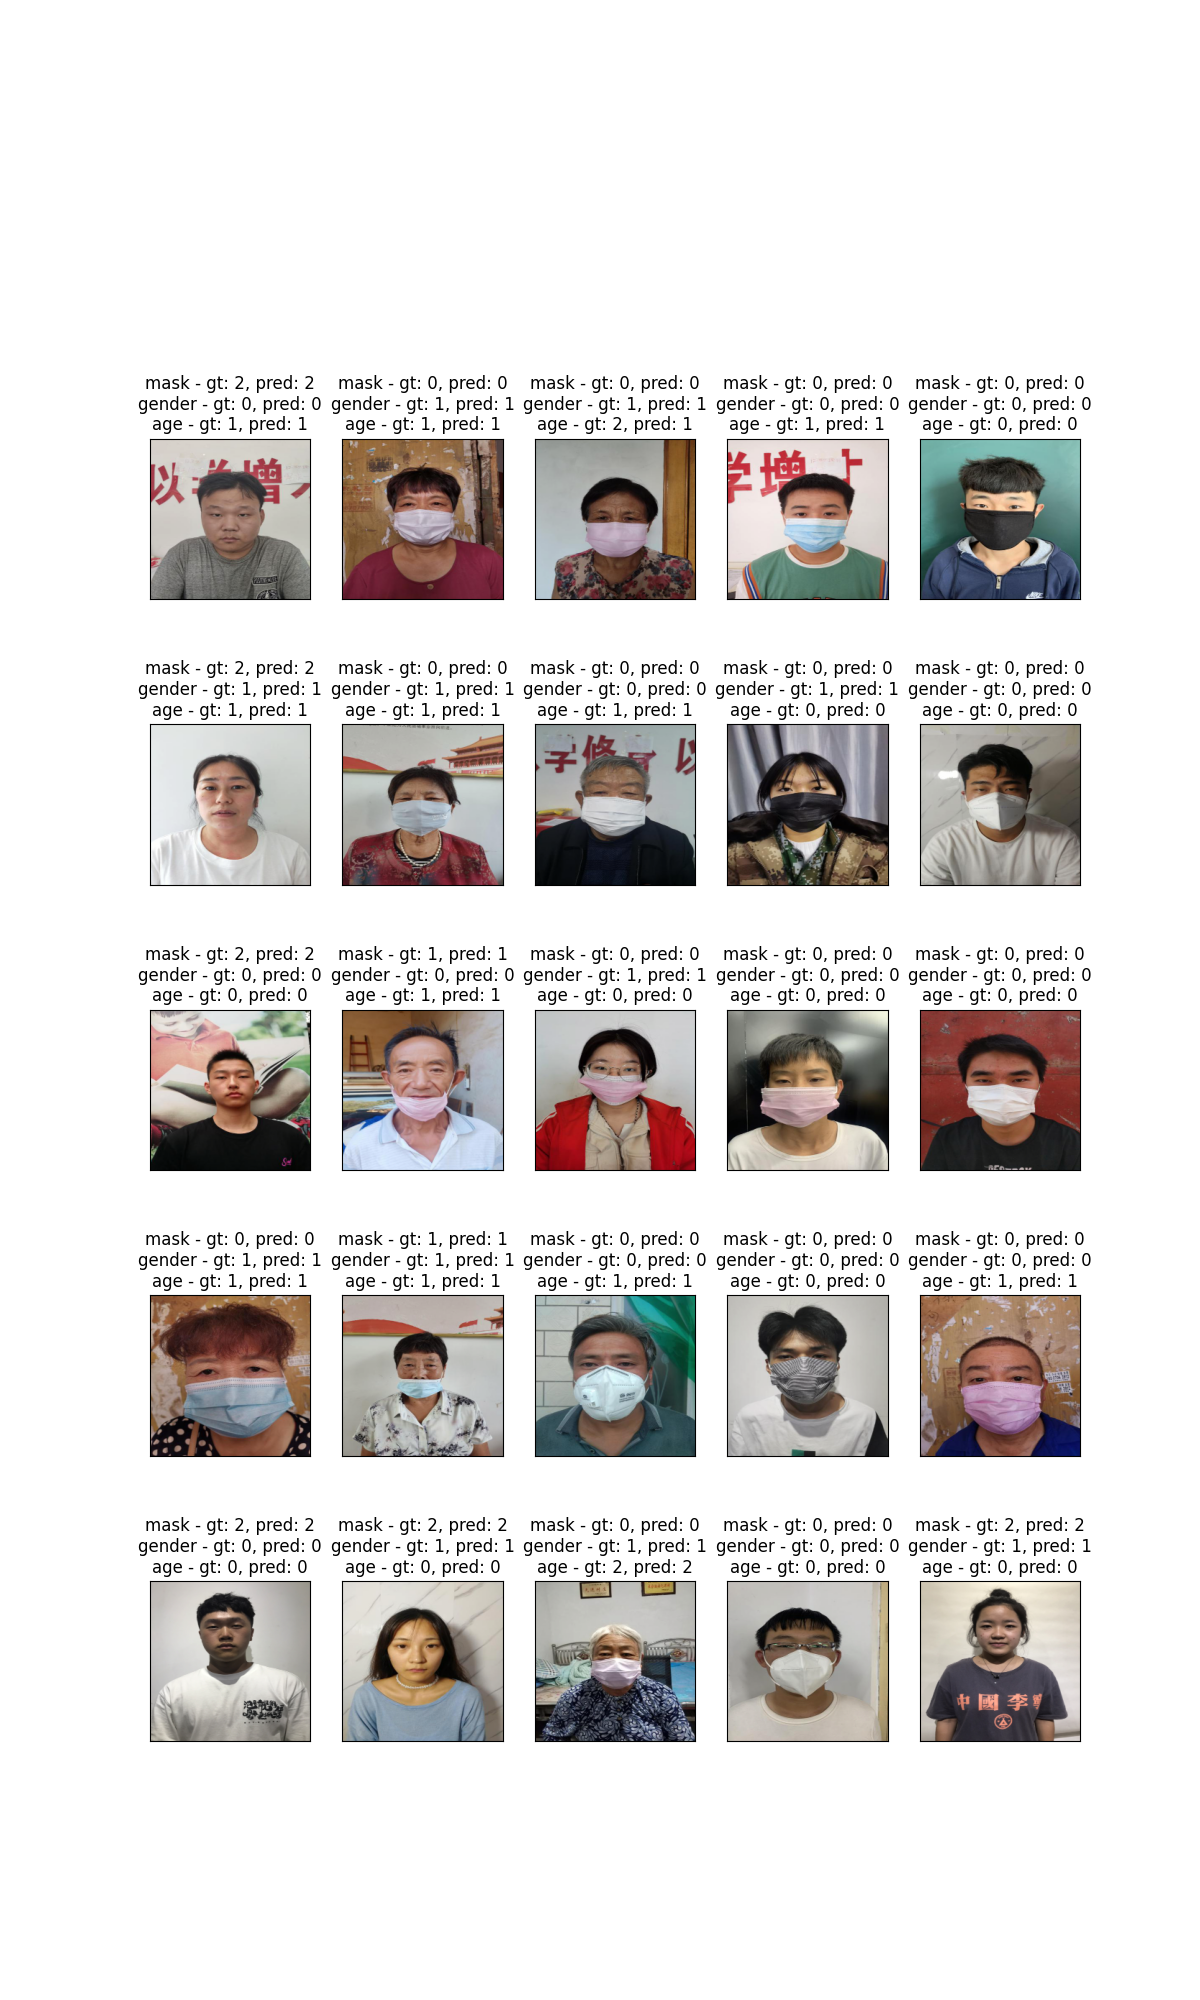 mask - gt: 2, pred: 2
gender - gt: 0, pred: 0
age - gt: 1, pred: 1
以学增
mask - gt: 0, pred: 0
gender - gt: 1, pred: 1
age - gt: 1, pred: 1
mask - gt: 0, pred: 0
gender - gt: 1, pred: 1
age - gt: 2, pred: 1
mask - gt: 0, pred: 0
gender - gt: 0, pred: 0
age - gt: 1, pred: 1
学增
mask - gt: 0, pred: 0
gender - gt: 0, pred: 0
age - gt: 0, pred: 0
mask - gt: 2, pred: 2
gender - gt: 1, pred: 1
age - gt: 1, pred: 1
mask - gt: 0, pred: 0
gender - gt: 1, pred: 1
age - gt: 1, pred: 1
mask - gt: 0, pred: 0
gender - gt: 0, pred: 0
age - gt: 1, pred: 1
学修 以
mask - gt: 0, pred: 0
gender - gt: 1, pred: 1
age - gt: 0, pred: 0
mask - gt: 0, pred: 0
gender - gt: 0, pred: 0
age - gt: 0, pred: 0
mask - gt: 2, pred: 2
gender - gt: 0, pred: 0
age - gt: 0, pred: 0
mask - gt: 1, pred: 1
gender - gt: 0, pred: 0
age - gt: 1, pred: 1
mask - gt: 0, pred: 0
gender - gt: 1, pred: 1
age - gt: 0, pred: 0
mask - gt: 0, pred: 0
gender - gt: 0, pred: 0
age - gt: 0, pred: 0
mask - gt: 0, pred: 0
gender - gt: 0, pred: 0
age - gt: 0, pred: 0
mask - gt: 0, pred: 0
gender - gt: 1, pred: 1
age - gt: 1, pred: 1
mask - gt: 1, pred: 1
gender - gt: 1, pred: 1
age - gt: 1, pred: 1
mask - gt: 0, pred: 0
gender - gt: 0, pred: 0
age - gt: 1, pred: 1
mask - gt: 0, pred: 0
gender - gt: 0, pred: 0
age - gt: 0, pred: 0
mask - gt: 0, pred: 0
gender - gt: 0, pred: 0
age - gt: 1, pred: 1
mask - gt: 2, pred: 2
gender - gt: 0, pred: 0
age - gt: 0, pred: 0
mask - gt: 2, pred: 2
gender - gt: 1, pred: 1
age - gt: 0, pred: 0
mask - gt: 0, pred: 0
gender - gt: 1, pred: 1
age - gt: 2, pred: 2
mask - gt: 0, pred: 0
gender - gt: 0, pred: 0
age - gt: 0, pred: 0
mask - gt: 2, pred: 2
gender - gt: 1, pred: 1
age - gt: 0, pred: 0
中國李